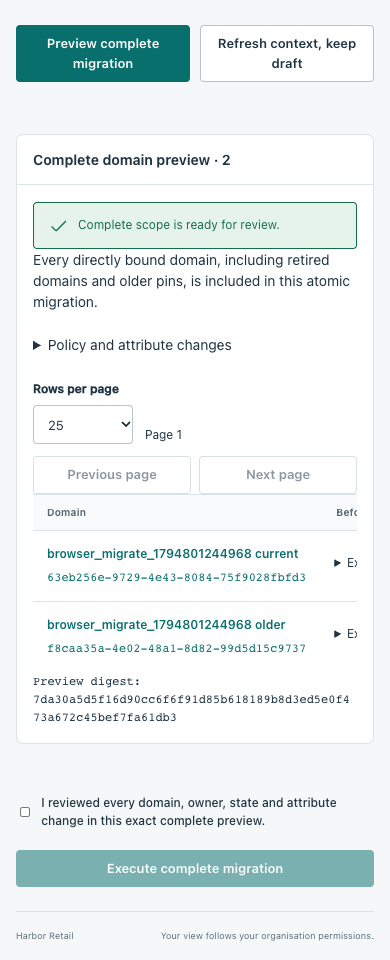 Preview complete
migration
Refresh context, keep
draft
Complete domain preview · 2
Complete scope is ready for review.
Every directly bound domain, including retired
domains and older pins, is included in this atomic
migration.
Policy and attribute changes
Rows per page
25
Page 1
Previous page
Next page
Domain
browser_migrate_1794801244968 current
63eb256e-9729-4e43-8084-75f9028fbfd3
browser_migrate_1794801244968 older
f8caa35a-4e02-48a1-8d82-99d5d15c9737
Preview digest:
7da30a5d5f16d90cc6f6f91d85b618189b8d3ed5e0f4
73a672c45bef7fa61db3
I reviewed every domain, owner, state and attribute
change in this exact complete preview.
Execute complete migration
Harbor Retail
Your view follows your organisation permissions.